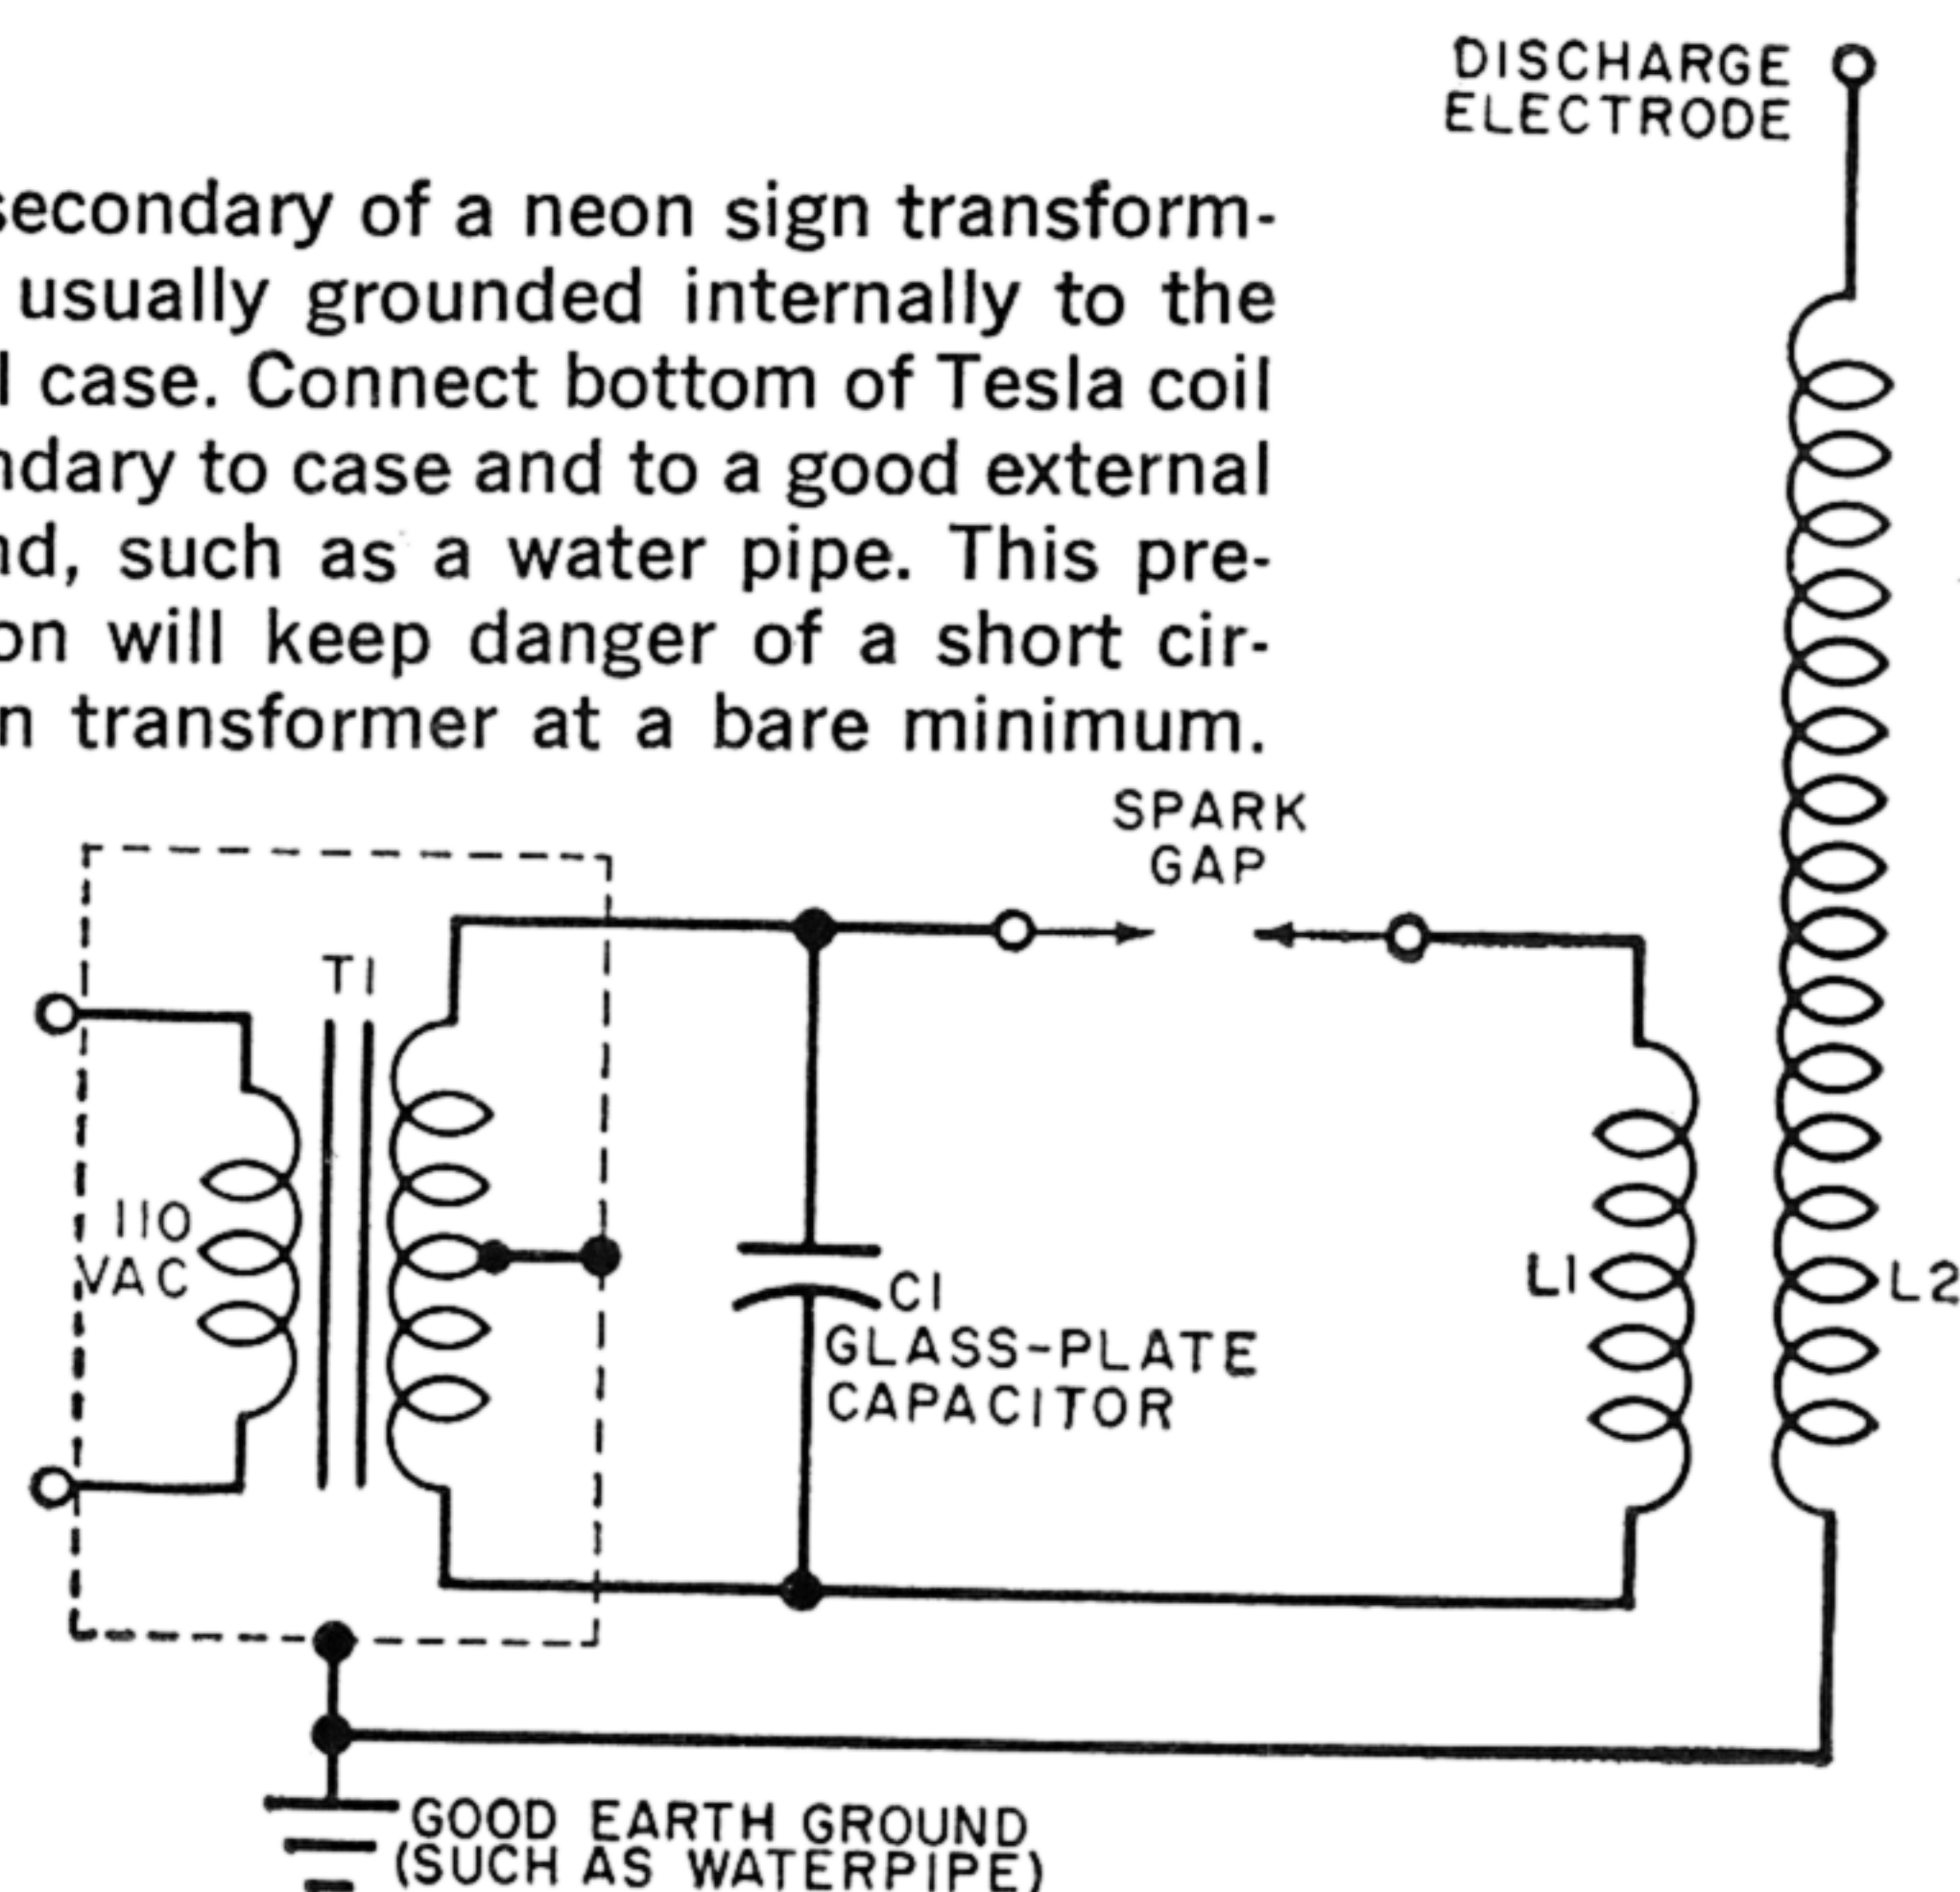 DISCHARGE
ELECTRODE
secondary of a neon sign transform-
usually grounded internally to the
case. Connect bottom of Tesla coil
to case and to a good external
such as a water pipe. This pre-
will keep danger of a short cir-
transformer at a bare minimum.
SPARK
GAP
T1
110
VAC
C1
GLASS-PLATE
CAPACITOR
L1
L2
GOOD EARTH GROUND
(SUCH AS WATERPIPE)